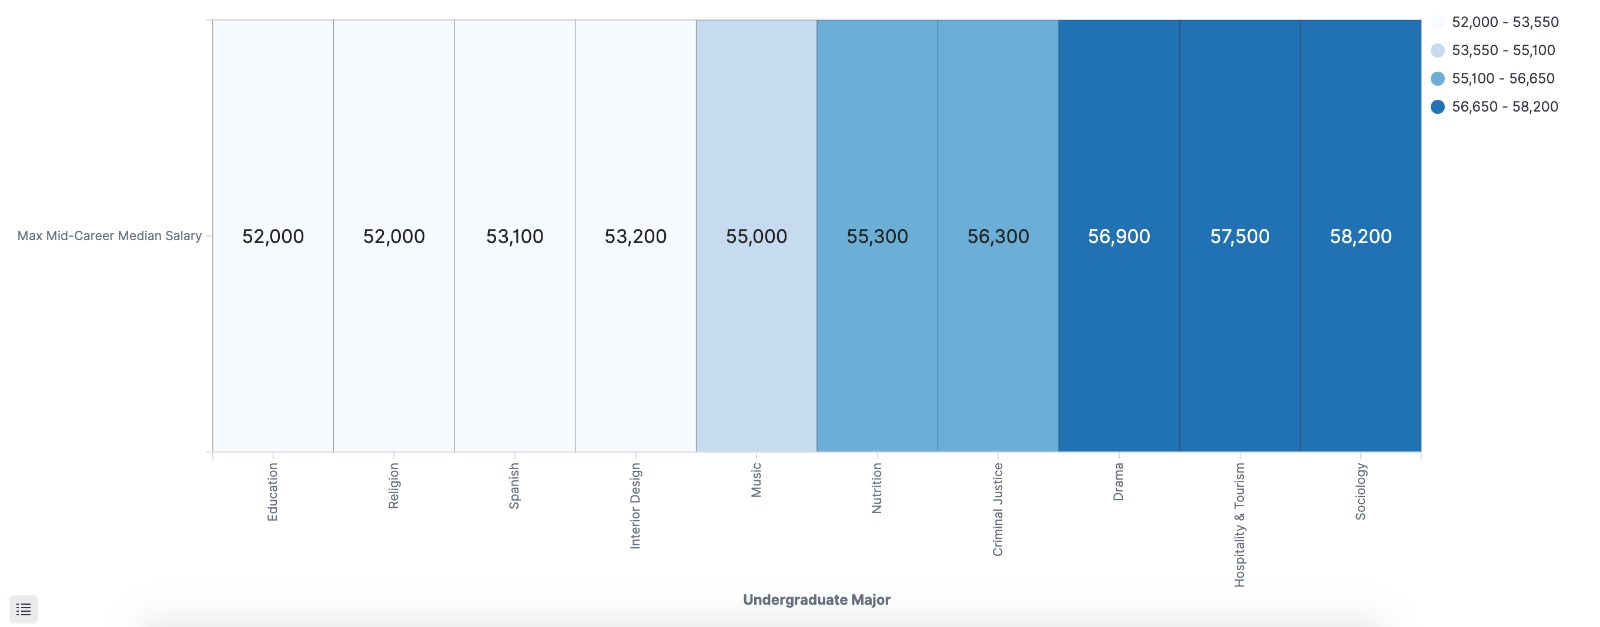 52,000 - 53,550
53,550 - 55,100
55,100 - 56,650
56,650 - 58,200
Max Mid-Career Median Salary
52,000
52,000
53,100
53,200
55,000
55,300
56,300
56,900
57,500
58,200
Education
Religion
Spanish
Interior Design
Music
Nutrition
Criminal Justice
Drama
Hospitality & Tourism
Sociology
Undergraduate Major